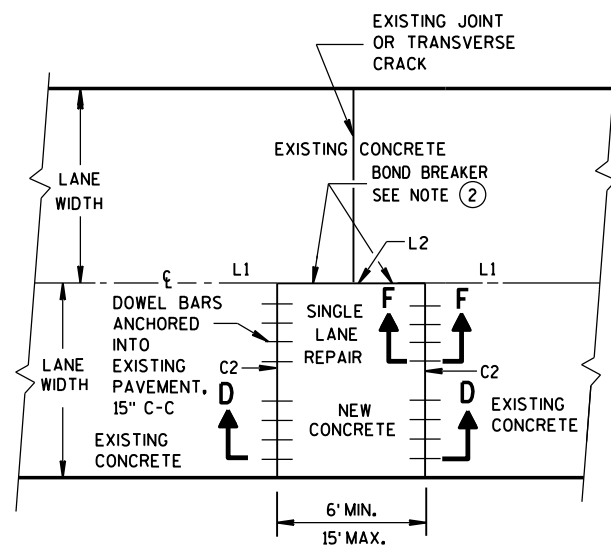 EXISTING JOINT
OR TRANSVERSE
CRACK
EXISTING CONCRETE
BOND BREAKER
SEE NOTE 2
LANE
WIDTH
L2
℄
L1
L1
DOWEL BARS
ANCHORED
INTO
EXISTING
PAVEMENT,
15" C-C
SINGLE
LANE
REPAIR
F
F
LANE
WIDTH
C2
C2
D
D
NEW
CONCRETE
EXISTING
CONCRETE
EXISTING
CONCRETE
6' MIN.
15' MAX.